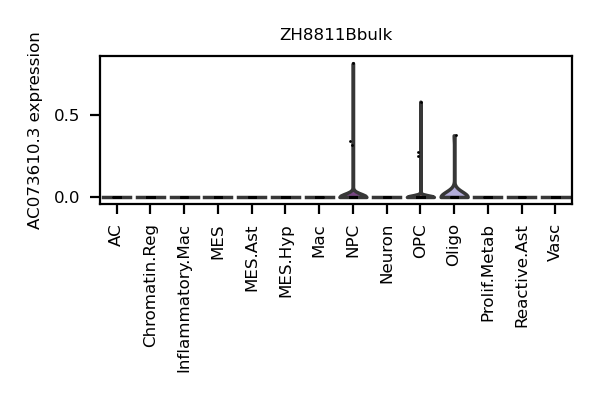 ZH8811Bbulk
AC073610.3 expression
0.5
0.0
AC
Chromatin.Reg
Inflammatory.Mac
MES
MES.Ast
MES.Hyp
Mac
NPC
Neuron
OPC
Oligo
Prolif.Metab
Reactive.Ast
Vasc